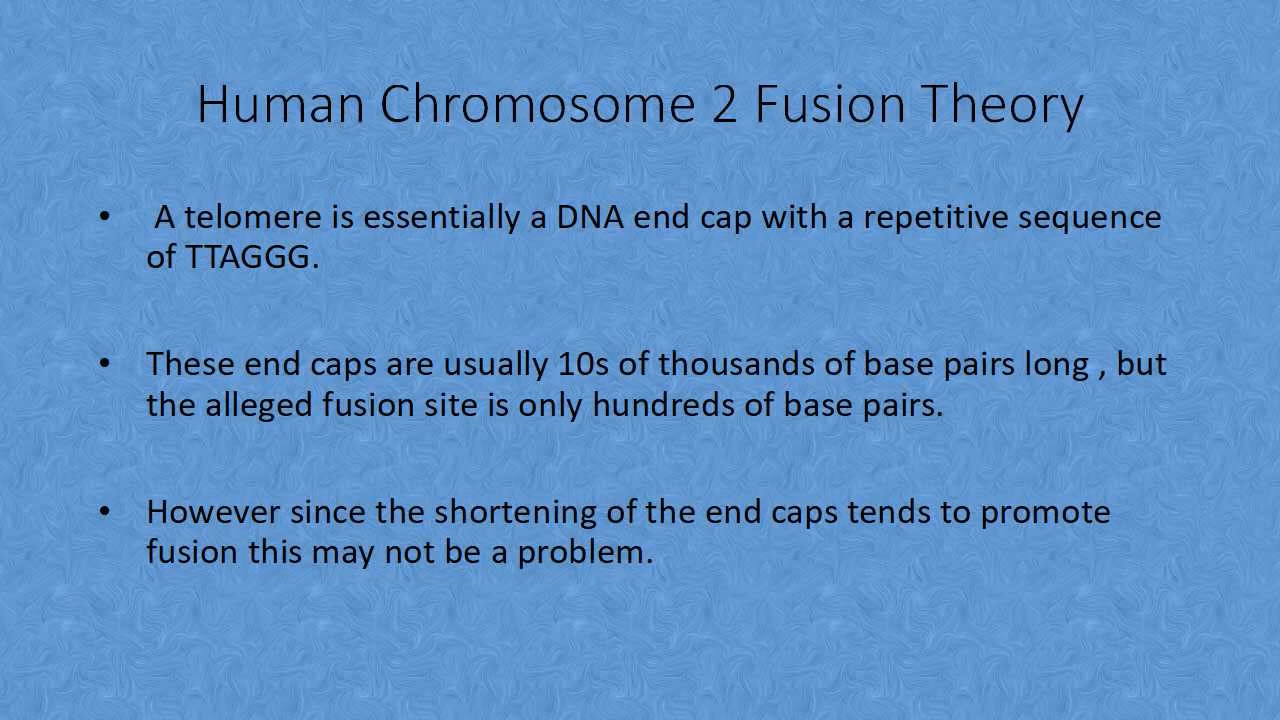 Human Chromosome 2 Fusion Theory
• A telomere is essentially a DNA end cap with a repetitive sequence
of TTAGGG.
• These end caps are usually 10s of thousands of base pairs long , but
the alleged fusion site is only hundreds of base pairs.
• However since the shortening of the end caps tends to promote
fusion this may not be a problem.